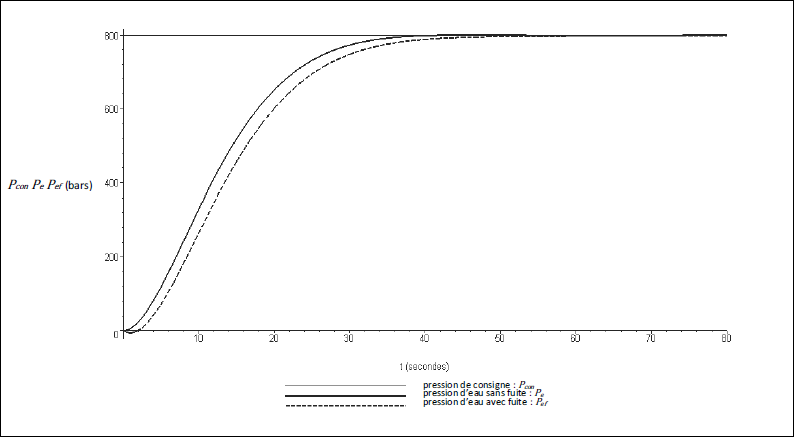 800
600
400
200
0
Pcon Pe Pef (bars)
10 20 30 40 50 60 70 80
t (secondes)
pression de consigne : Pcon
pression d'eau sans fuite : Pe
pression d'eau avec fuite : Pef